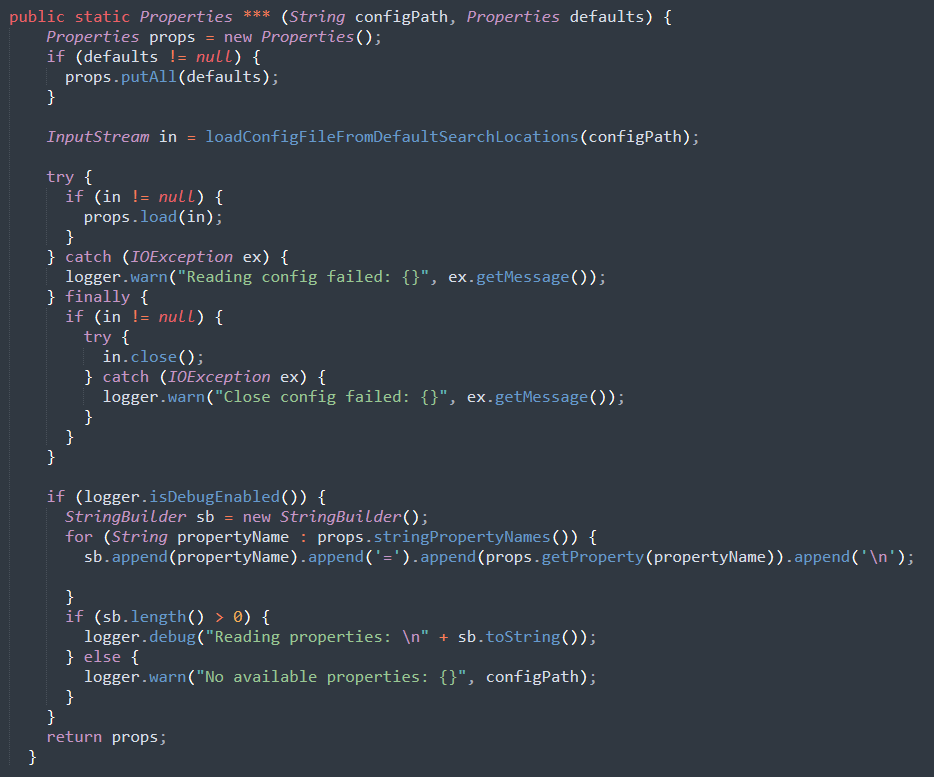 public static Properties *** (String configPath, Properties defaults) {
    Properties props = new Properties();
    if (defaults != null) {
      props.putAll(defaults);
    }

    InputStream in = loadConfigFileFromDefaultSearchLocations(configPath);

    try {
      if (in != null) {
        props.load(in);
      }
    } catch (IOException ex) {
      logger.warn("Reading config failed: {}", ex.getMessage());
    } finally {
      if (in != null) {
        try {
          in.close();
        } catch (IOException ex) {
          logger.warn("Close config failed: {}", ex.getMessage());
        }
      }
    }

    if (logger.isDebugEnabled()) {
      StringBuilder sb = new StringBuilder();
      for (String propertyName : props.stringPropertyNames()) {
        sb.append(propertyName).append('=').append(props.getProperty(propertyName)).append('\n');

      }
      if (sb.length() > 0) {
        logger.debug("Reading properties: \n" + sb.toString());
      } else {
        logger.warn("No available properties: {}", configPath);
      }
    }
    return props;
  }